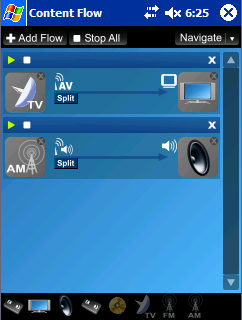 Content Flow 6:25
Add Flow Stop All Navigate
X
TV AV Split
X
AM Split
TV FM AM